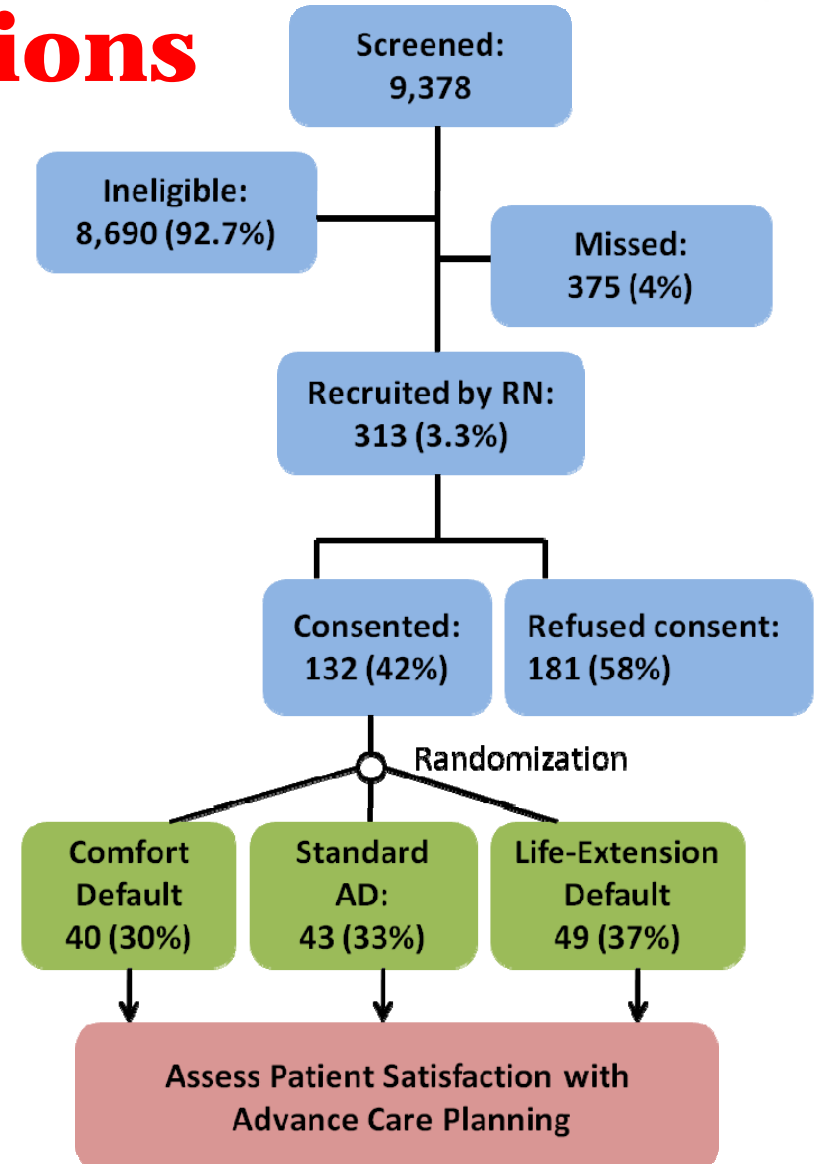 ions
Screened:
9,378
Ineligible:
8,690 (92.7%)
Missed:
375 (4%)
Recruited by RN:
313 (3.3%)
Consented:
132 (42%)
Refused consent:
181 (58%)
Randomization
Comfort
Default
40 (30%)
Standard
AD:
43 (33%)
Life-Extension
Default
49 (37%)
Assess Patient Satisfaction with
Advance Care Planning